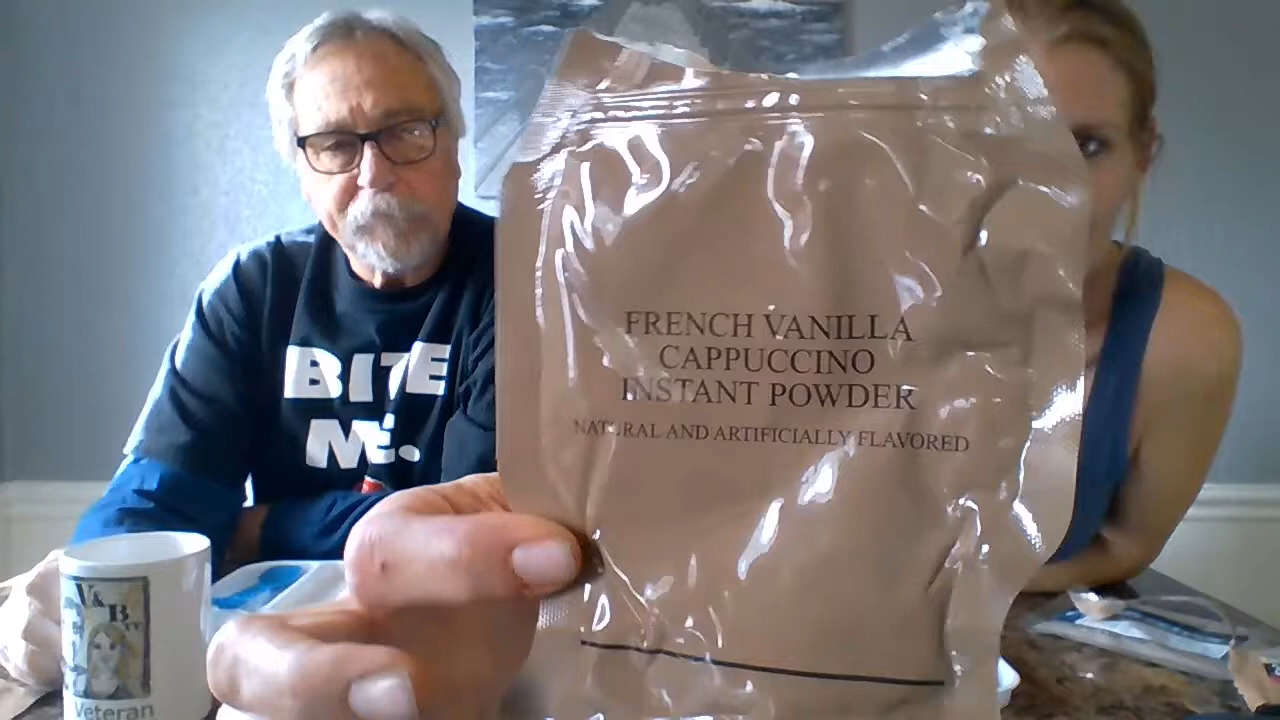 BITE
ME.
FRENCH VANILLA
CAPPUCCINO
INSTANT POWDER
NATURAL AND ARTIFICIALLY FLAVORED
V&
B
Veteran